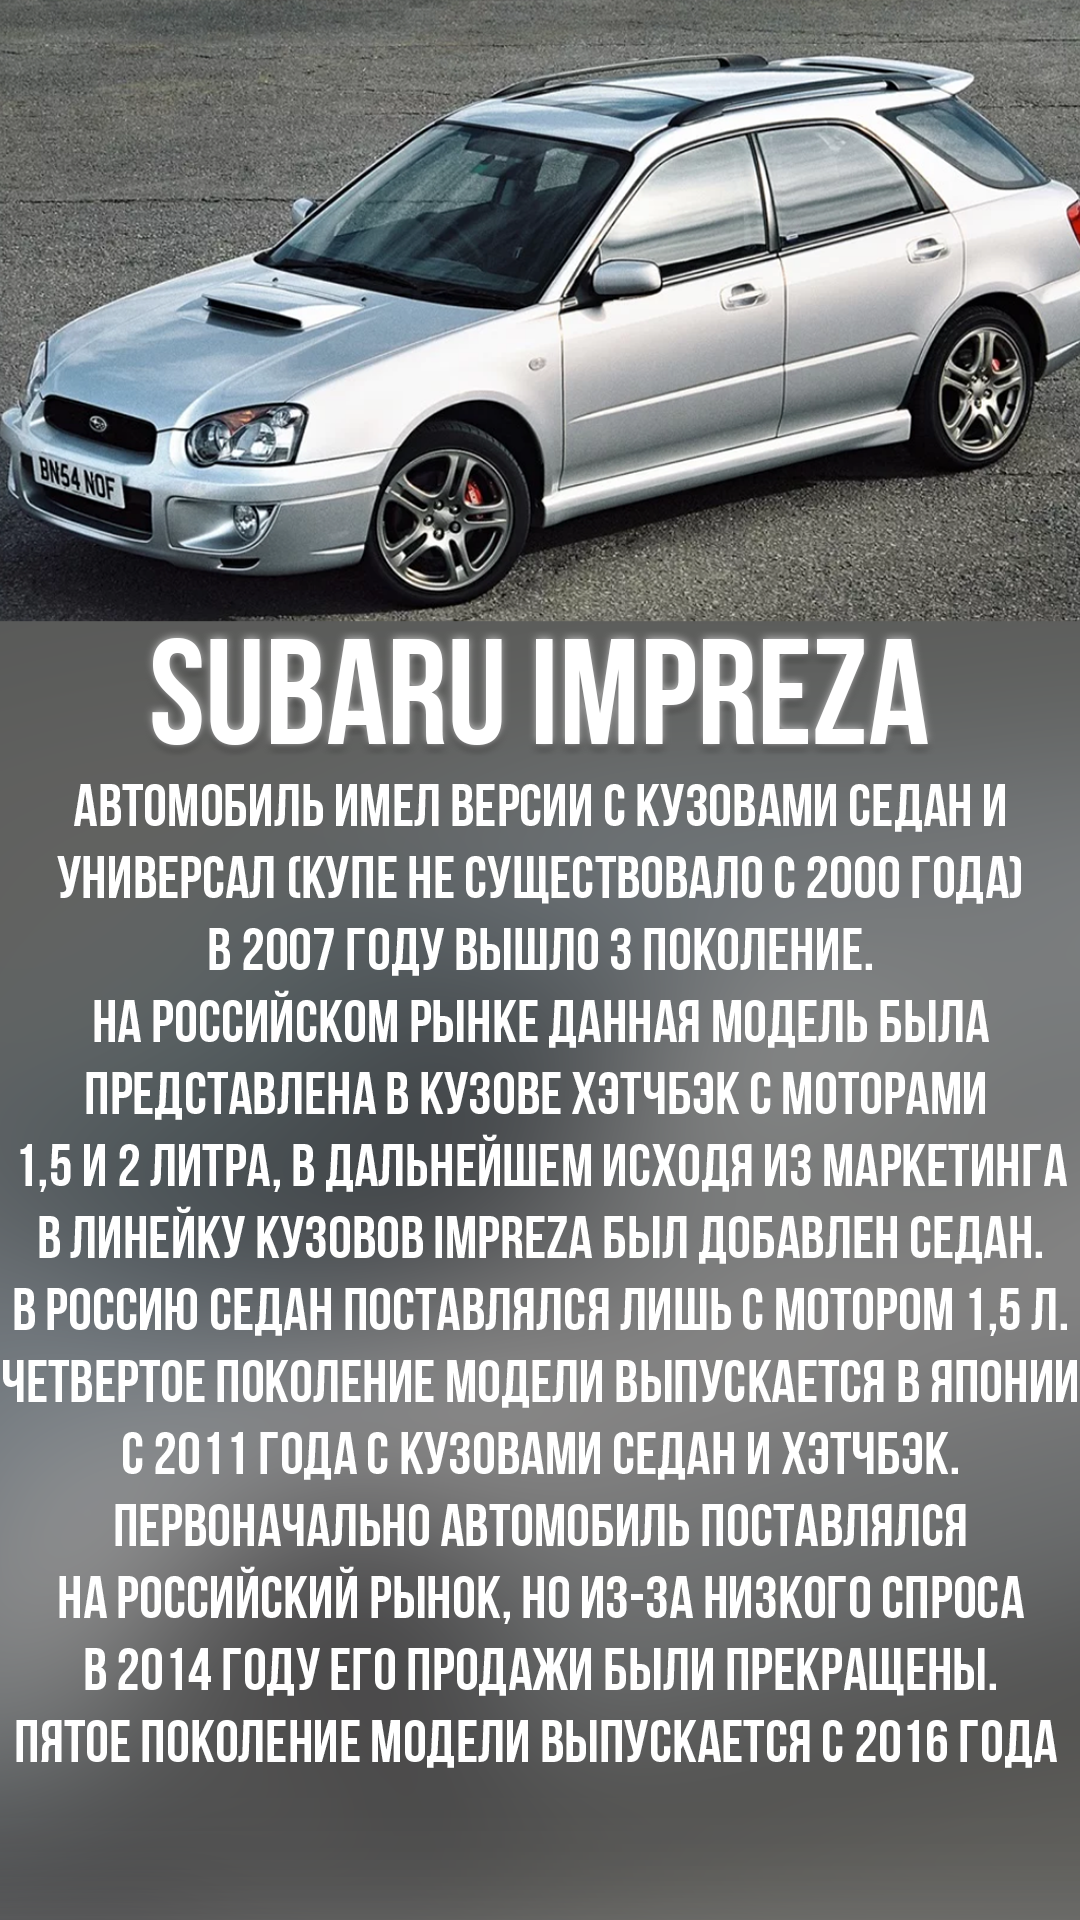 BN54 NOF
SUBARU IMPREZA
АВТОМОБИЛЬ ИМЕЛ ВЕРСИИ С КУЗОВАМИ СЕДАН И
УНИВЕРСАЛ (КУПЕ НЕ СУЩЕСТВОВАЛО С 2000 ГОДА)
В 2007 ГОДУ ВЫШЛО 3 ПОКОЛЕНИЕ.
НА РОССИЙСКОМ РЫНКЕ ДАННАЯ МОДЕЛЬ БЫЛА
ПРЕДСТАВЛЕНА В КУЗОВЕ ХЭТЧБЭК С МОТОРАМИ
1,5 И 2 ЛИТРА, В ДАЛЬНЕЙШЕМ ИСХОДЯ ИЗ МАРКЕТИНГА
В ЛИНЕЙКУ КУЗОВОВ IMPREZA БЫЛ ДОБАВЛЕН СЕДАН.
В РОССИЮ СЕДАН ПОСТАВЛЯЛСЯ ЛИШЬ С МОТОРОМ 1,5 Л.
ЧЕТВЕРТОЕ ПОКОЛЕНИЕ МОДЕЛИ ВЫПУСКАЕТСЯ В ЯПОНИИ
С 2011 ГОДА С КУЗОВАМИ СЕДАН И ХЭТЧБЭК.
ПЕРВОНАЧАЛЬНО АВТОМОБИЛЬ ПОСТАВЛЯЛСЯ
НА РОССИЙСКИЙ РЫНОК, НО ИЗ-ЗА НИЗКОГО СПРОСА
В 2014 ГОДУ ЕГО ПРОДАЖИ БЫЛИ ПРЕКРАЩЕНЫ.
ПЯТОЕ ПОКОЛЕНИЕ МОДЕЛИ ВЫПУСКАЕТСЯ С 2016 ГОДА